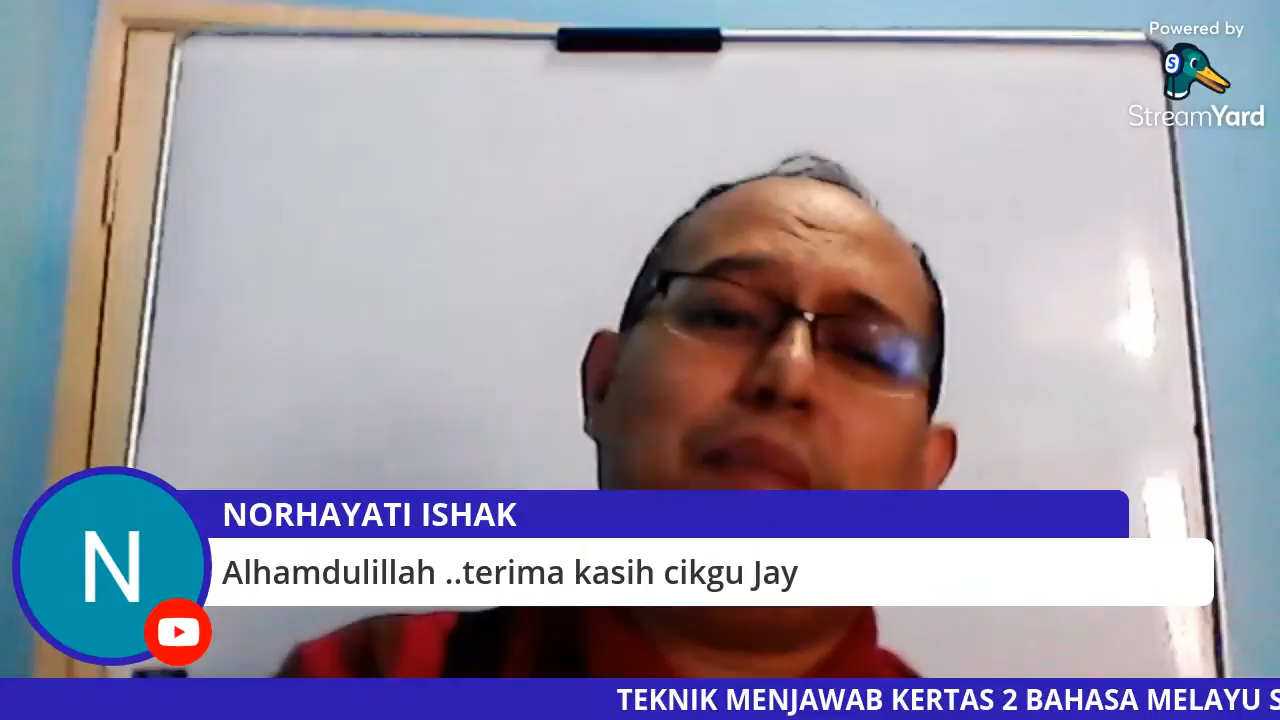 Powered by
S
StreamYard
N
NORHAYATI ISHAK
Alhamdulillah ..terima kasih cikgu Jay
TEKNIK MENJAWAB KERTAS 2 BAHASA MELAYU S